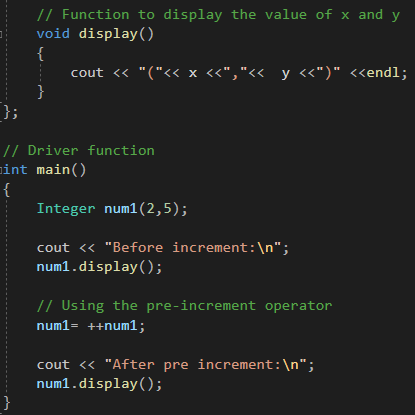 // Function to display the value of x and y
void display()
{
cout << "("<< x <<","<<  y <<")" <<endl;
}
};
// Driver function
int main()
{
Integer num1(2,5);
cout << "Before increment:\n";
num1.display();
// Using the pre-increment operator
num1= ++num1;
cout << "After pre increment:\n";
num1.display();
}